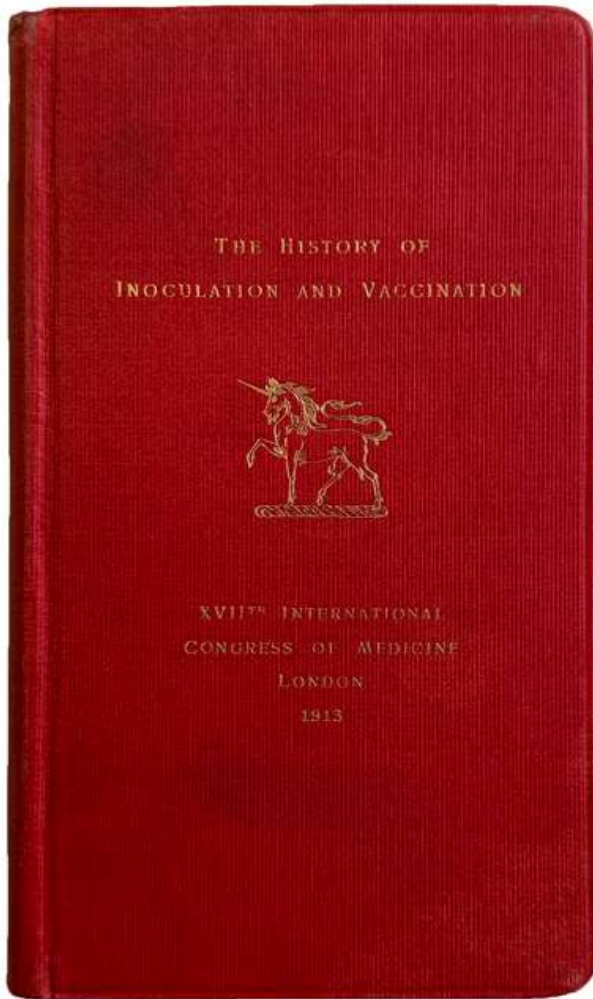 THE HISTORY OF
INOCULATION AND VACCINATION
XVIITH INTERNATIONAL
CONGRESS OF MEDICINE
LONDON
1913